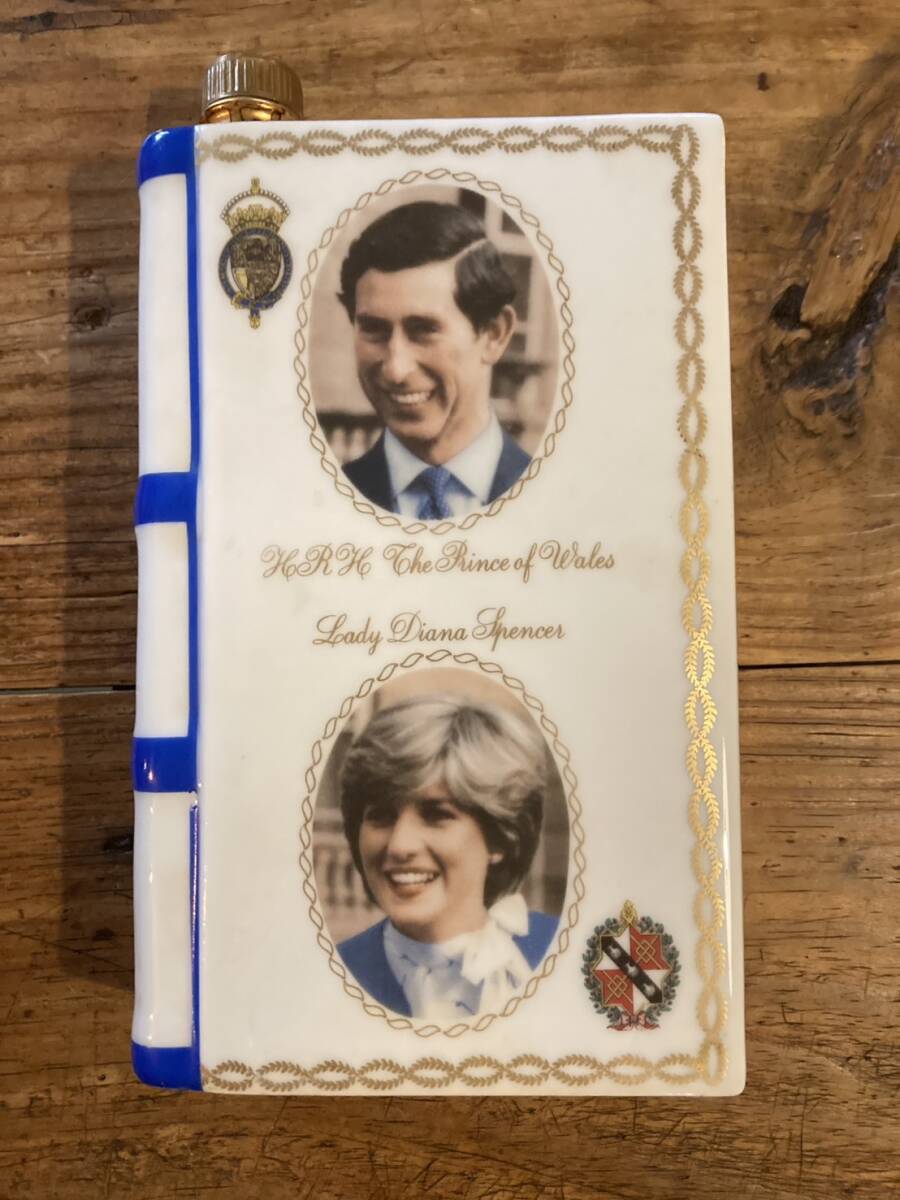 HRH The Prince of Wales
Lady Diana Spencer